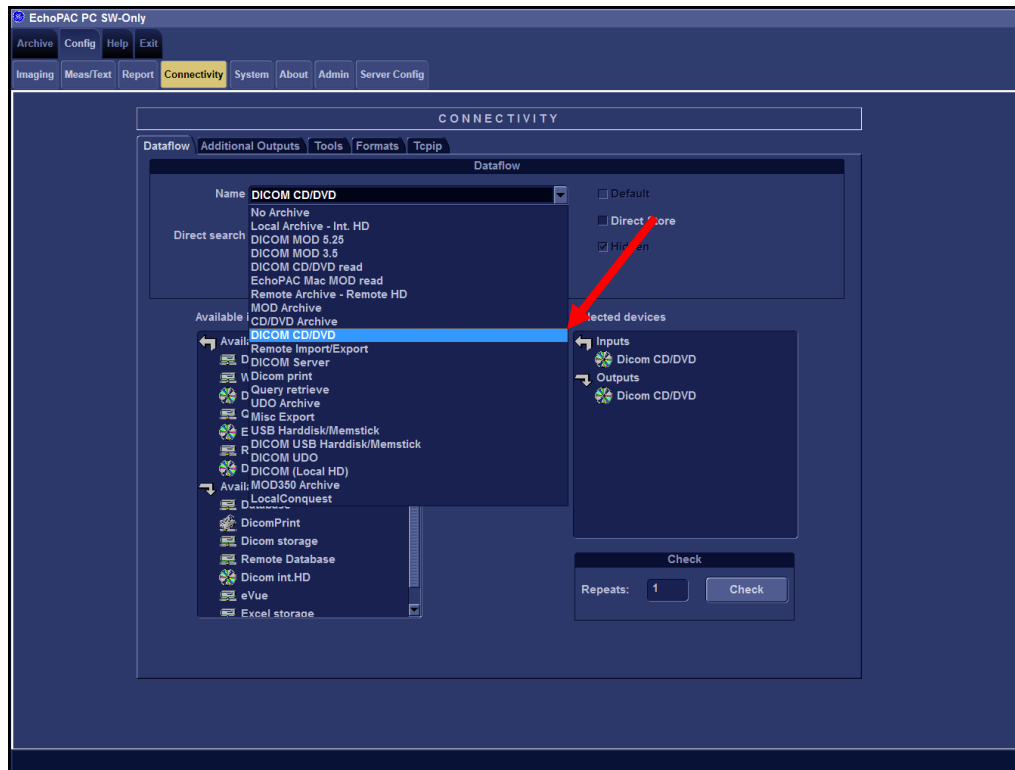 EchoPAC PC SW-Only
Archive Config Help Exit
Imaging Meas/Text Report Connectivity System About Admin Server Config
CONNECTIVITY
Dataflow Additional Outputs Tools Formats Tcpip
Dataflow
Name DICOM CD/DVD
Default
Direct Store
Hidden
Direct search
No Archive
Local Archive - Int. HD
DICOM MOD 5.25
DICOM MOD 3.5
DICOM CD/DVD read
EchoPAC Mac MOD read
Remote Archive - Remote HD
MOD Archive
CD/DVD Archive
DICOM CD/DVD
Remote Import/Export
DICOM Server
Dicom print
Query retrieve
UDO Archive
Misc Export
USB Harddisk/Memstick
DICOM USB Harddisk/Memstick
DICOM UDO
DICOM (Local HD)
MOD350 Archive
LocalConquest
Available
Database
DicomPrint
Dicom storage
Remote Database
Dicom int.HD
eVue
Excel storage
devices
Inputs
Dicom CD/DVD
Outputs
Dicom CD/DVD
Check
Repeats: 1 Check